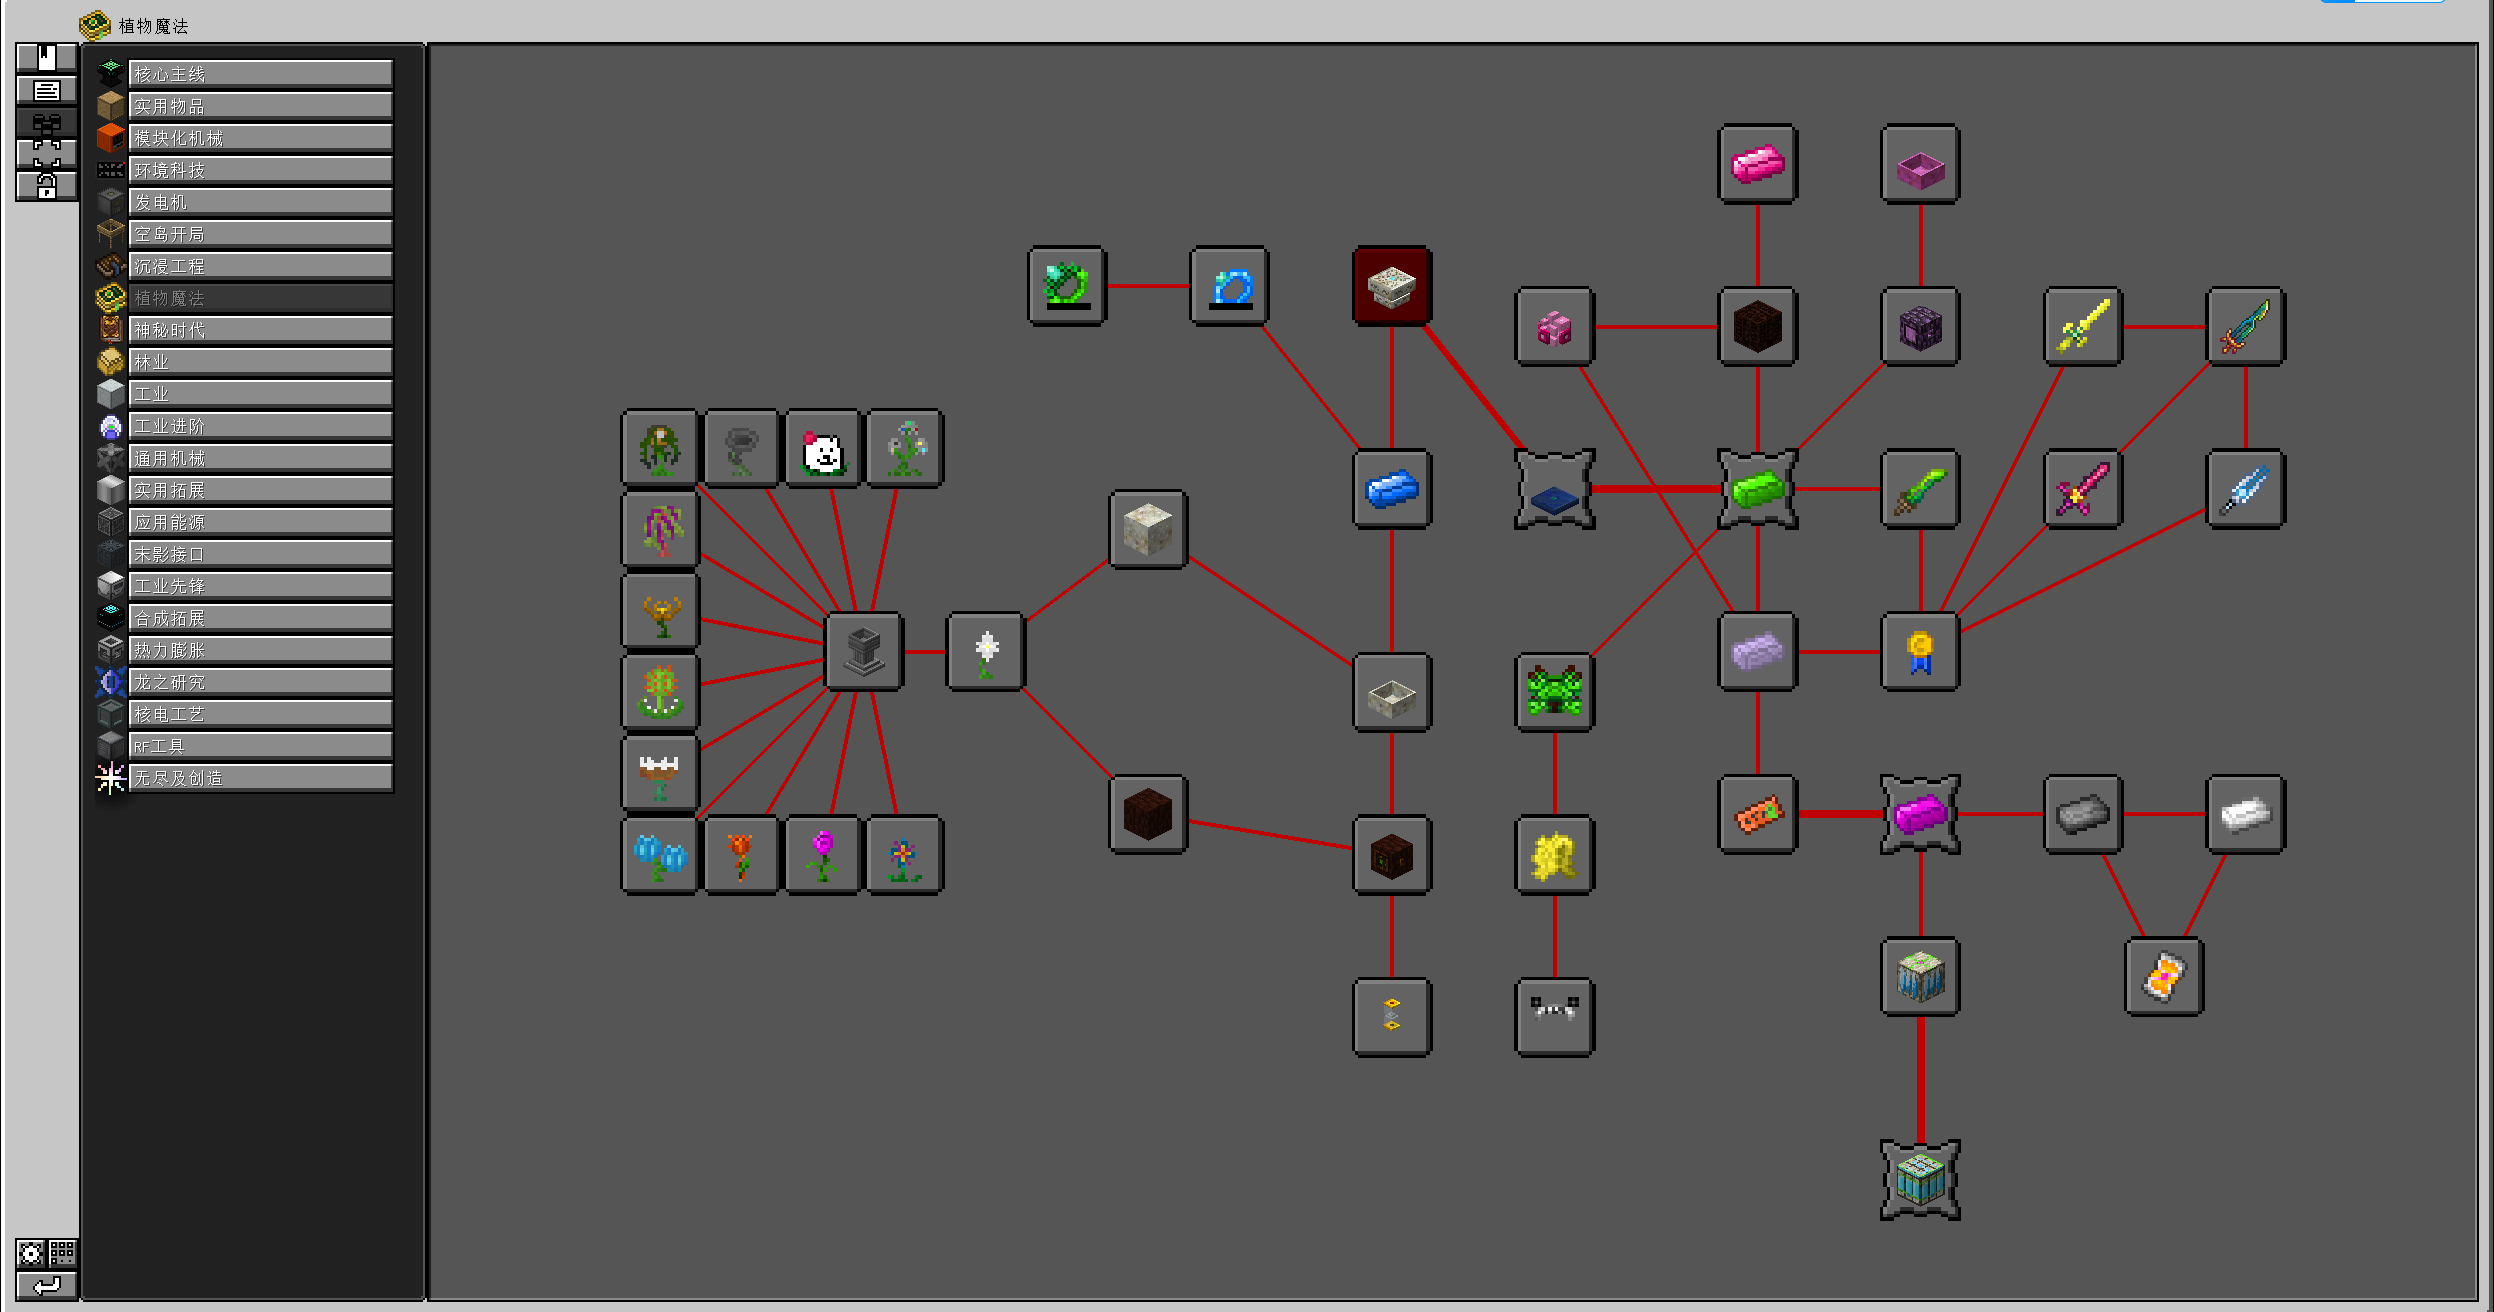 植物魔法
核心主线
实用物品
模块化机械
环境科技
发电机
空岛开局
沉浸工程
植物魔法
神秘时代
林业
工业
工业进阶
通用机械
实用拓展
应用能源
末影接口
工业先锋
合成拓展
热力膨胀
龙之研究
核电工艺
RF工具
无尽及创造